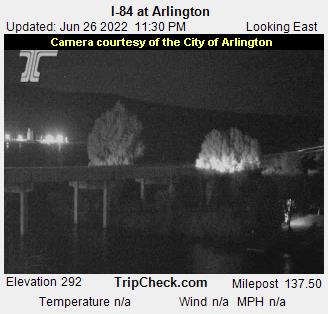 I-84 at Arlington
Updated: Jun 26 2022 11:30 PM Looking East
Camera courtesy of the City of Arlington
Elevation 292 TripCheck.com Milepost 137.50
Temperature n/a Wind n/a MPH n/a